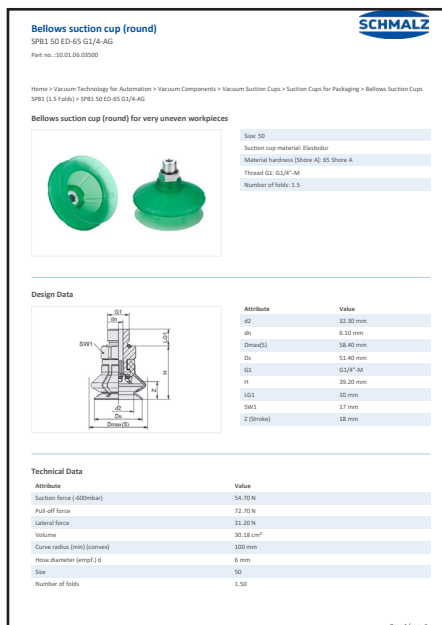 Bellows suction cup (round)
SCHMALZ
SPB1 50 ED-65 G1/4-AG
Part no..:10.01.06.03500
Home > Vacuum Technology for Automation > Vacuum Components > Vacuum Suction Cups > Suction Cups for Packaging > Bellows Suction Cups
SPB1 (1.5 Folds) > SPB1 50 ED-65 G1/4-AG
Bellows suction cup (round) for very uneven workpieces
Size: 50
Suction cup material: Elastodur
Material hardness [Shore A]: 65 Shore A
Thread G1: G1/4"-M
Number of folds: 1.5
Design Data
G1
dn
SW1
LG1
H
Z
d2
Ds
Dmax(S)
Attribute Value
d2 32.30 mm
dn 6.10 mm
Dmax(S) 58.40 mm
Ds 51.40 mm
G1 G1/4"-M
H 39.20 mm
LG1 10 mm
SW1 17 mm
Z (Stroke) 18 mm
Technical Data
Attribute Value
Suction force (-600mbar) 54.70 N
Pull-off force 72.70 N
Lateral force 31.20 N
Volume 30.18 cm³
Curve radius (min) (convex) 100 mm
Hose diameter (empf.) d 6 mm
Size 50
Number of folds 1.50